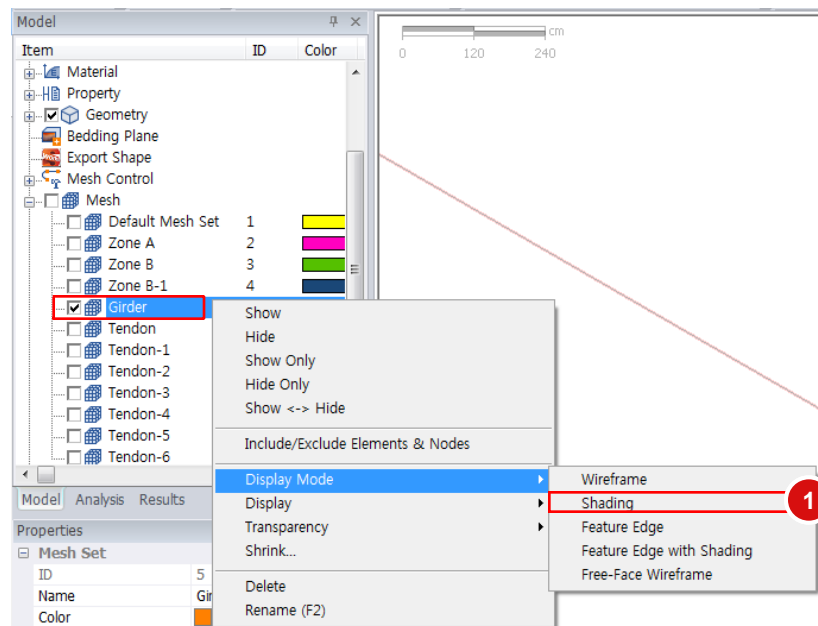 Model
Item ID Color
Material
Property
Geometry
Bedding Plane
Export Shape
Mesh Control
Mesh
Default Mesh Set 1
Zone A 2
Zone B 3
Zone B-1 4
Girder
Tendon
Tendon-1
Tendon-2
Tendon-3
Tendon-4
Tendon-5
Tendon-6
Model Analysis Results
Properties
Mesh Set
ID 5
Name Gir
Color
Show
Hide
Show Only
Hide Only
Show <-> Hide
Include/Exclude Elements & Nodes
Display Mode
Display
Transparency
Shrink...
Delete
Rename (F2)
Wireframe
Shading
1
Feature Edge
Feature Edge with Shading
Free-Face Wireframe
cm
0 120 240